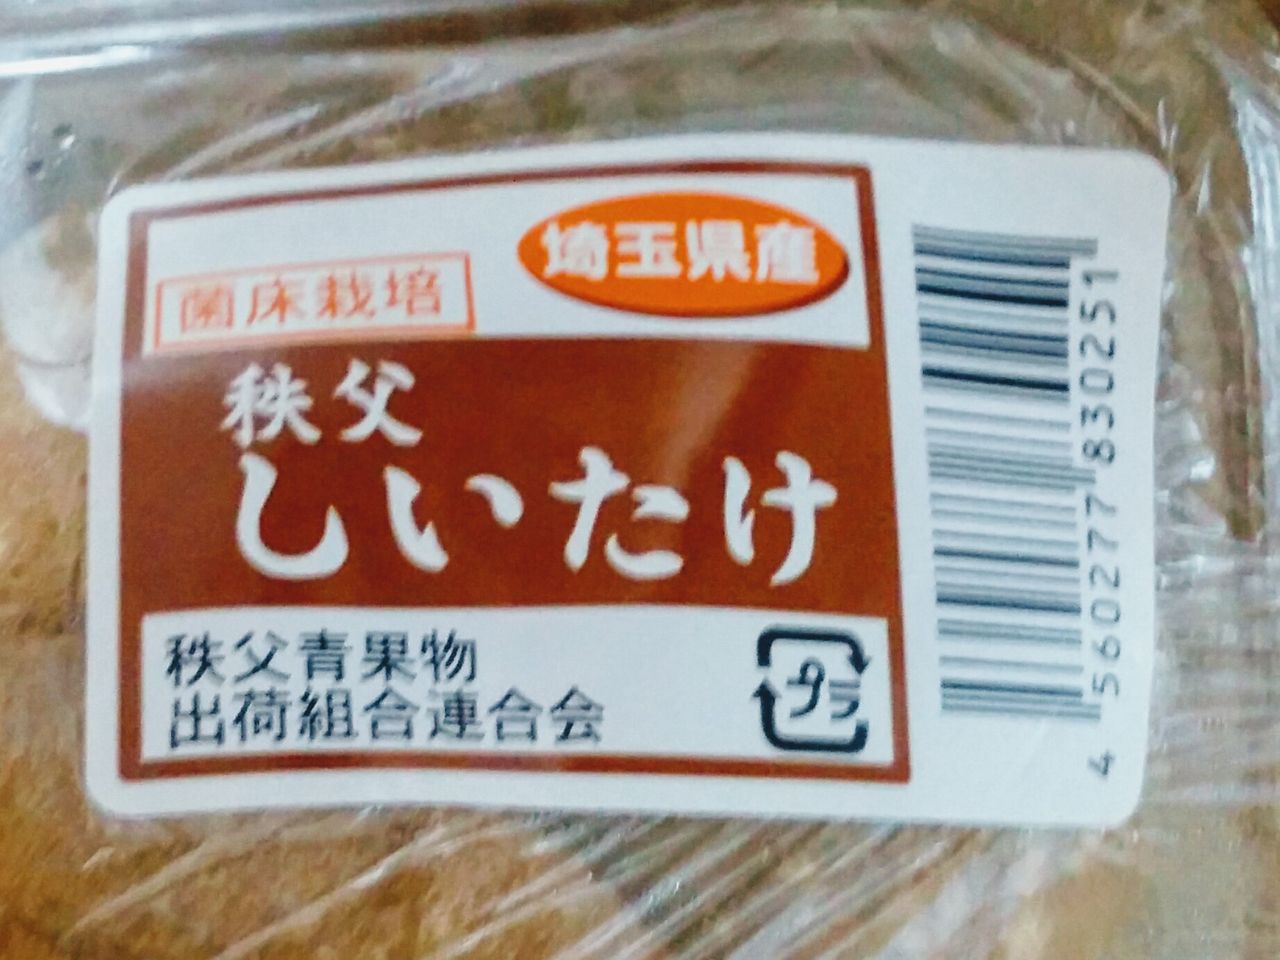 埼玉県産
菌床栽培
秩父
しいたけ
秩父青果物
出荷組合連合会
プラ
4560277830251